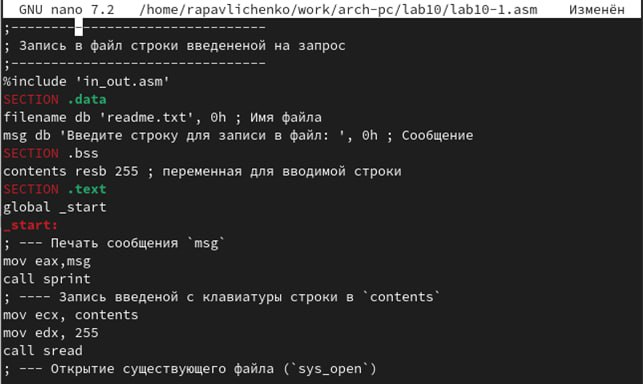 GNU nano 7.2   /home/rapavlichenko/work/arch-pc/lab10/lab10-1.asm   Изменён
;--------------------------------
; Запись в файл строки введененой на запрос
;--------------------------------
%include 'in_out.asm'
SECTION .data
filename db 'readme.txt', 0h ; Имя файла
msg db 'Введите строку для записи в файл: ', 0h ; Сообщение
SECTION .bss
contents resb 255 ; переменная для вводимой строки
SECTION .text
global _start
_start:
; --- Печать сообщения `msg`
mov eax,msg
call sprint
; ---- Запись введеной с клавиатуры строки в `contents`
mov ecx, contents
mov edx, 255
call sread
; --- Открытие существующего файла (`sys_open`)